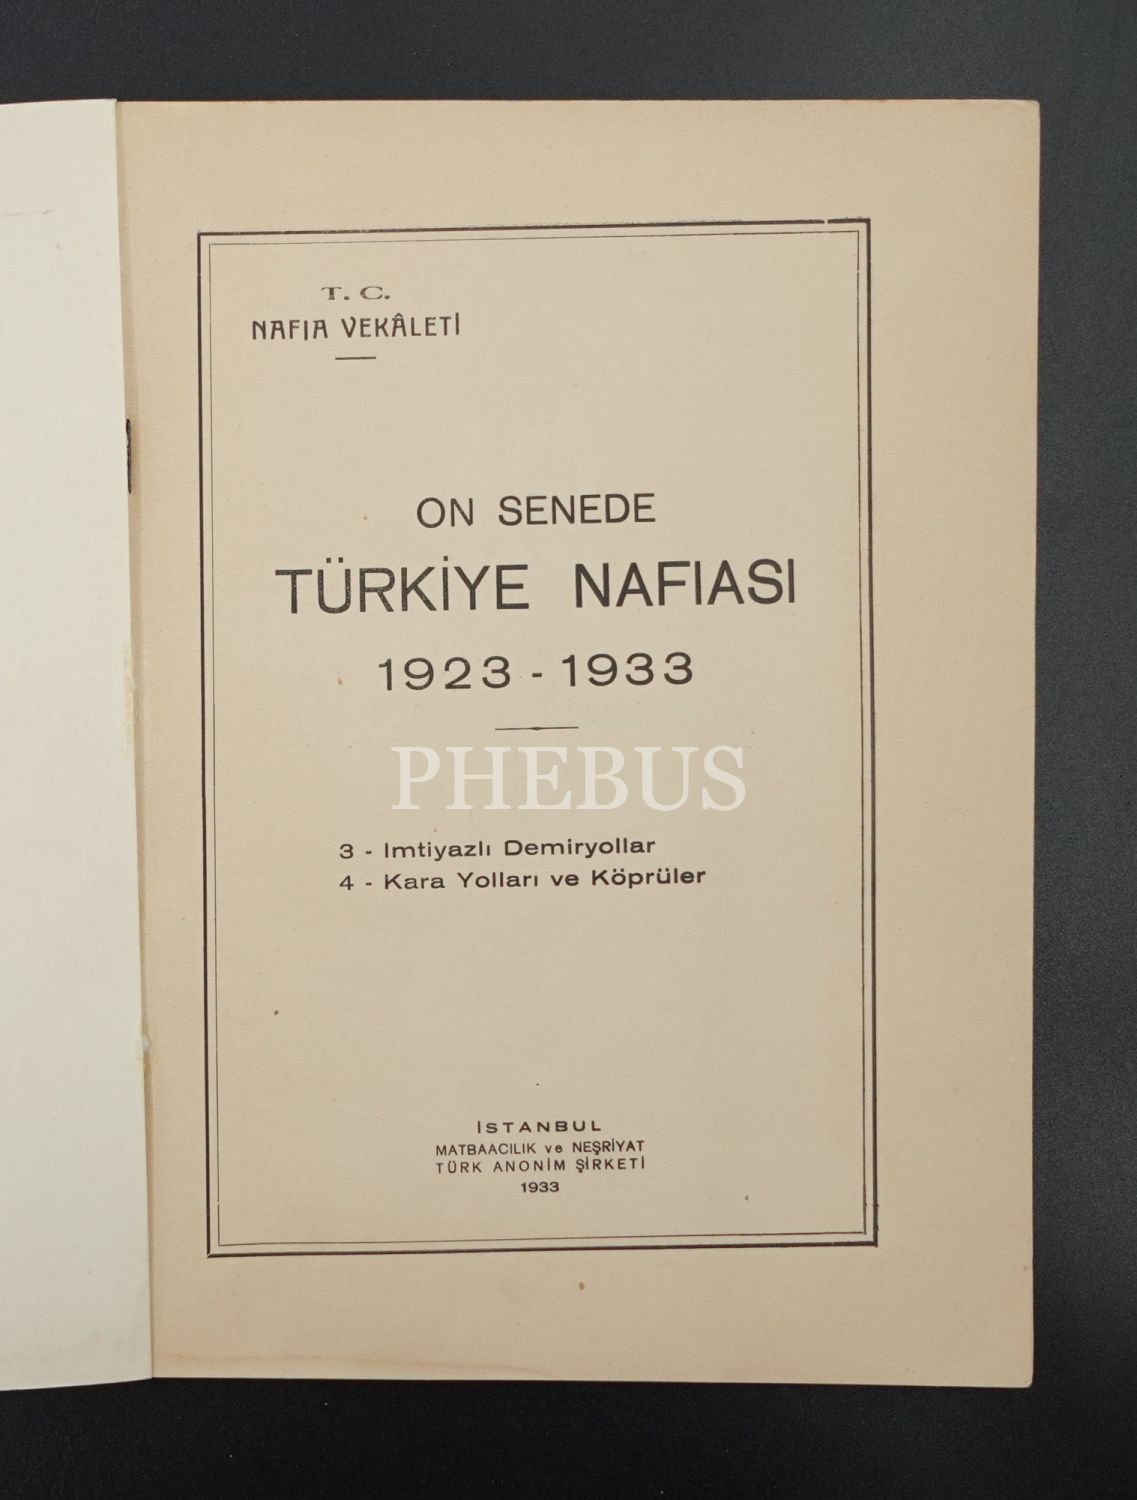 T. C.
NAFIA VEKÂLETİ
ON SENEDE
TÜRKİYE NAFIASI
1923 - 1933
PHEBUS
3 - Imtiyazlı Demiryollar
4 - Kara Yolları ve Köprüler
İSTANBUL
MATBAACILIK ve NEŞRİYAT
TÜRK ANONİM ŞİRKETİ
1933